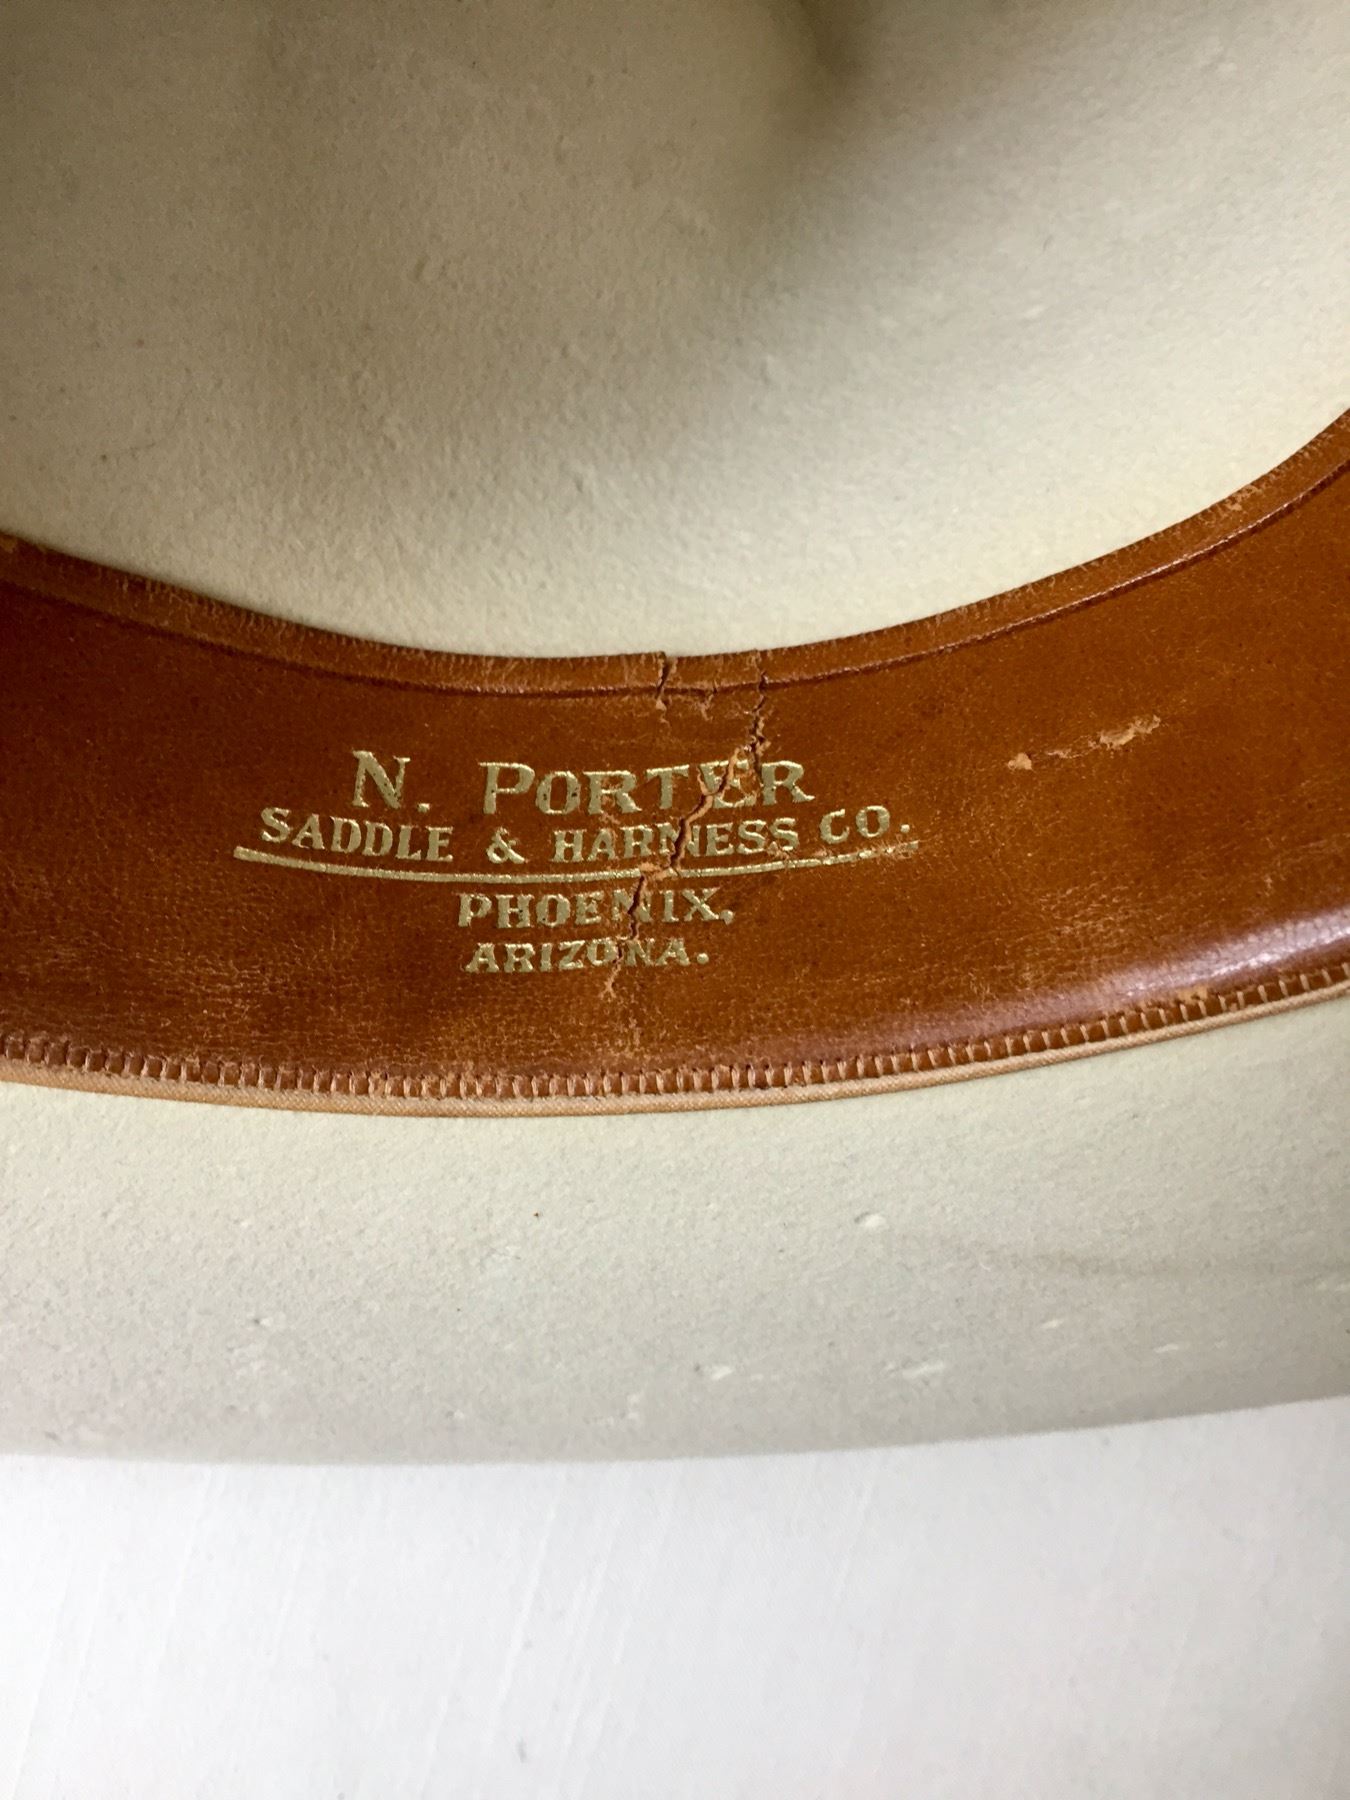 N. PORTER
SADDLE & HARNESS CO.
PHOENIX,
ARIZONA.